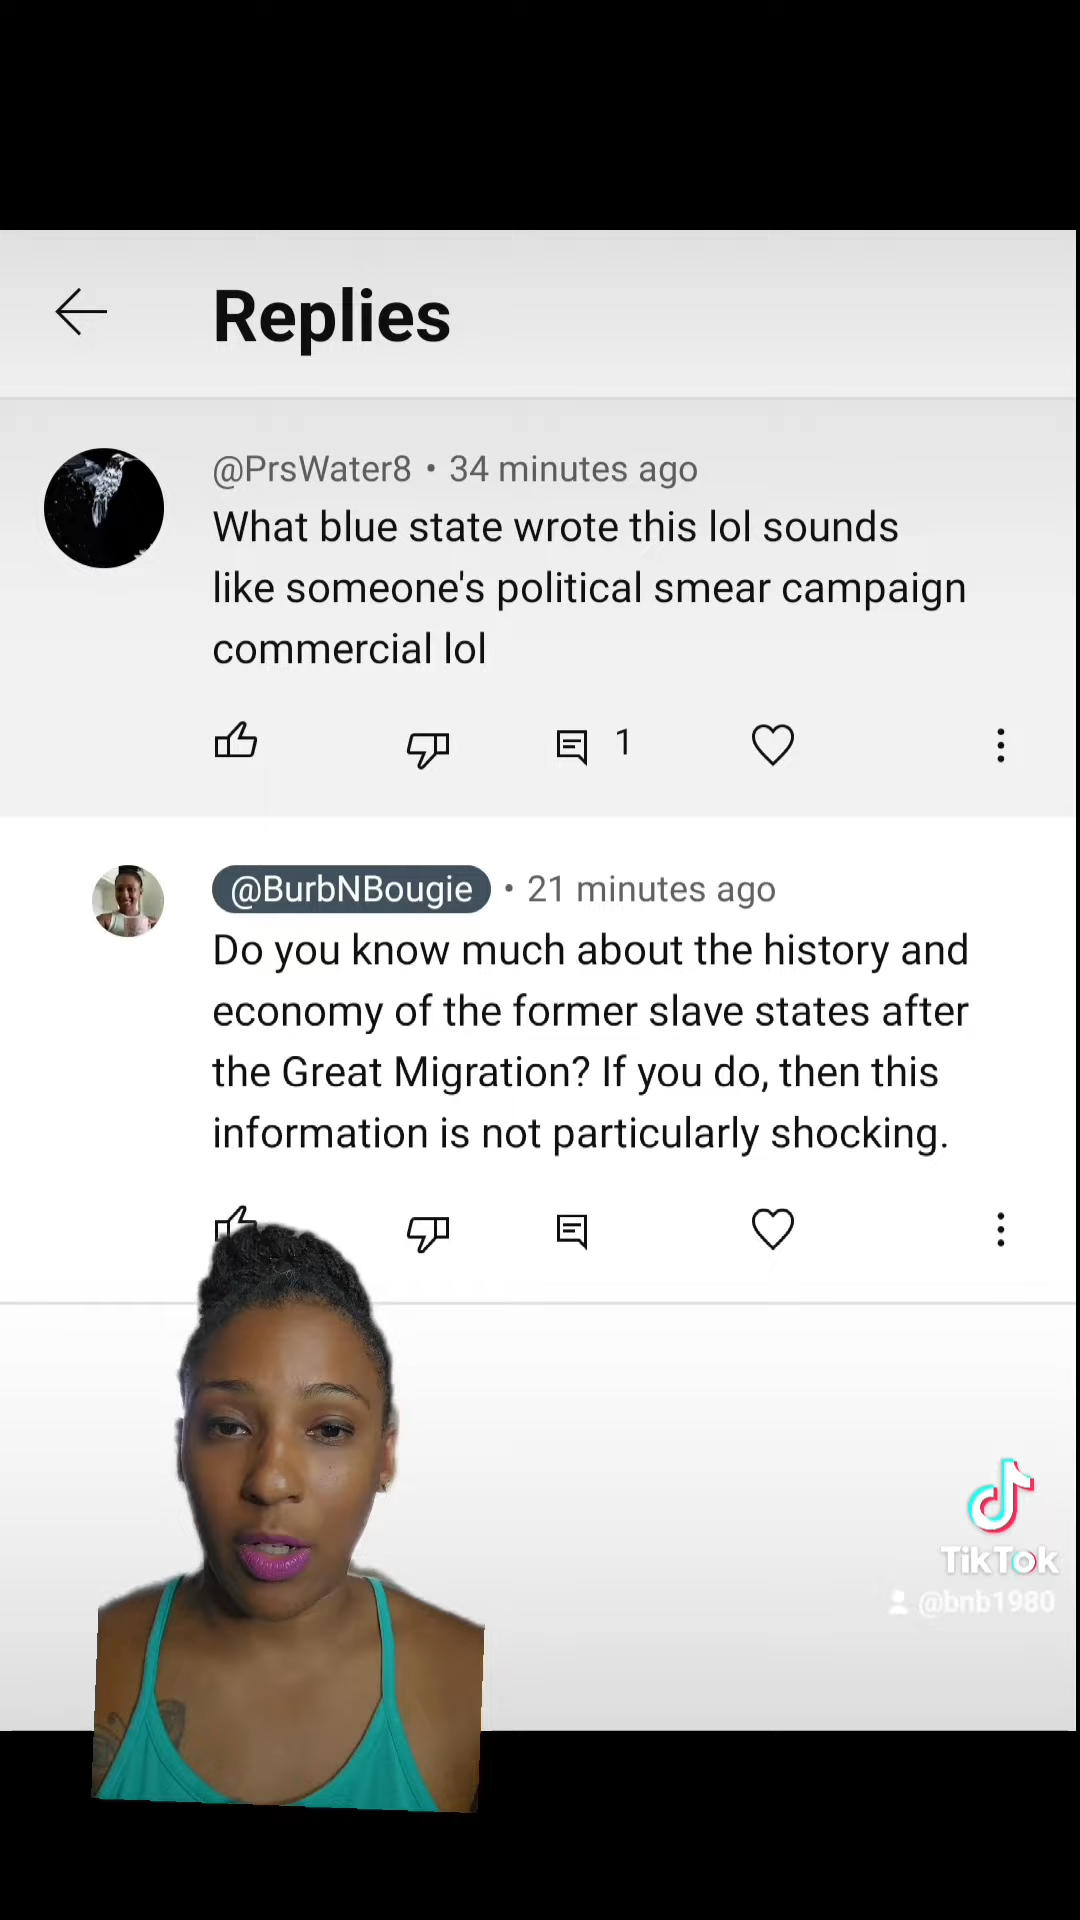 Replies
@PrsWater8 • 34 minutes ago
What blue state wrote this lol sounds
like someone's political smear campaign
commercial lol
1
@BurbNBougie • 21 minutes ago
Do you know much about the history and
economy of the former slave states after
the Great Migration? If you do, then this
information is not particularly shocking.
TikTok
@bnb1980